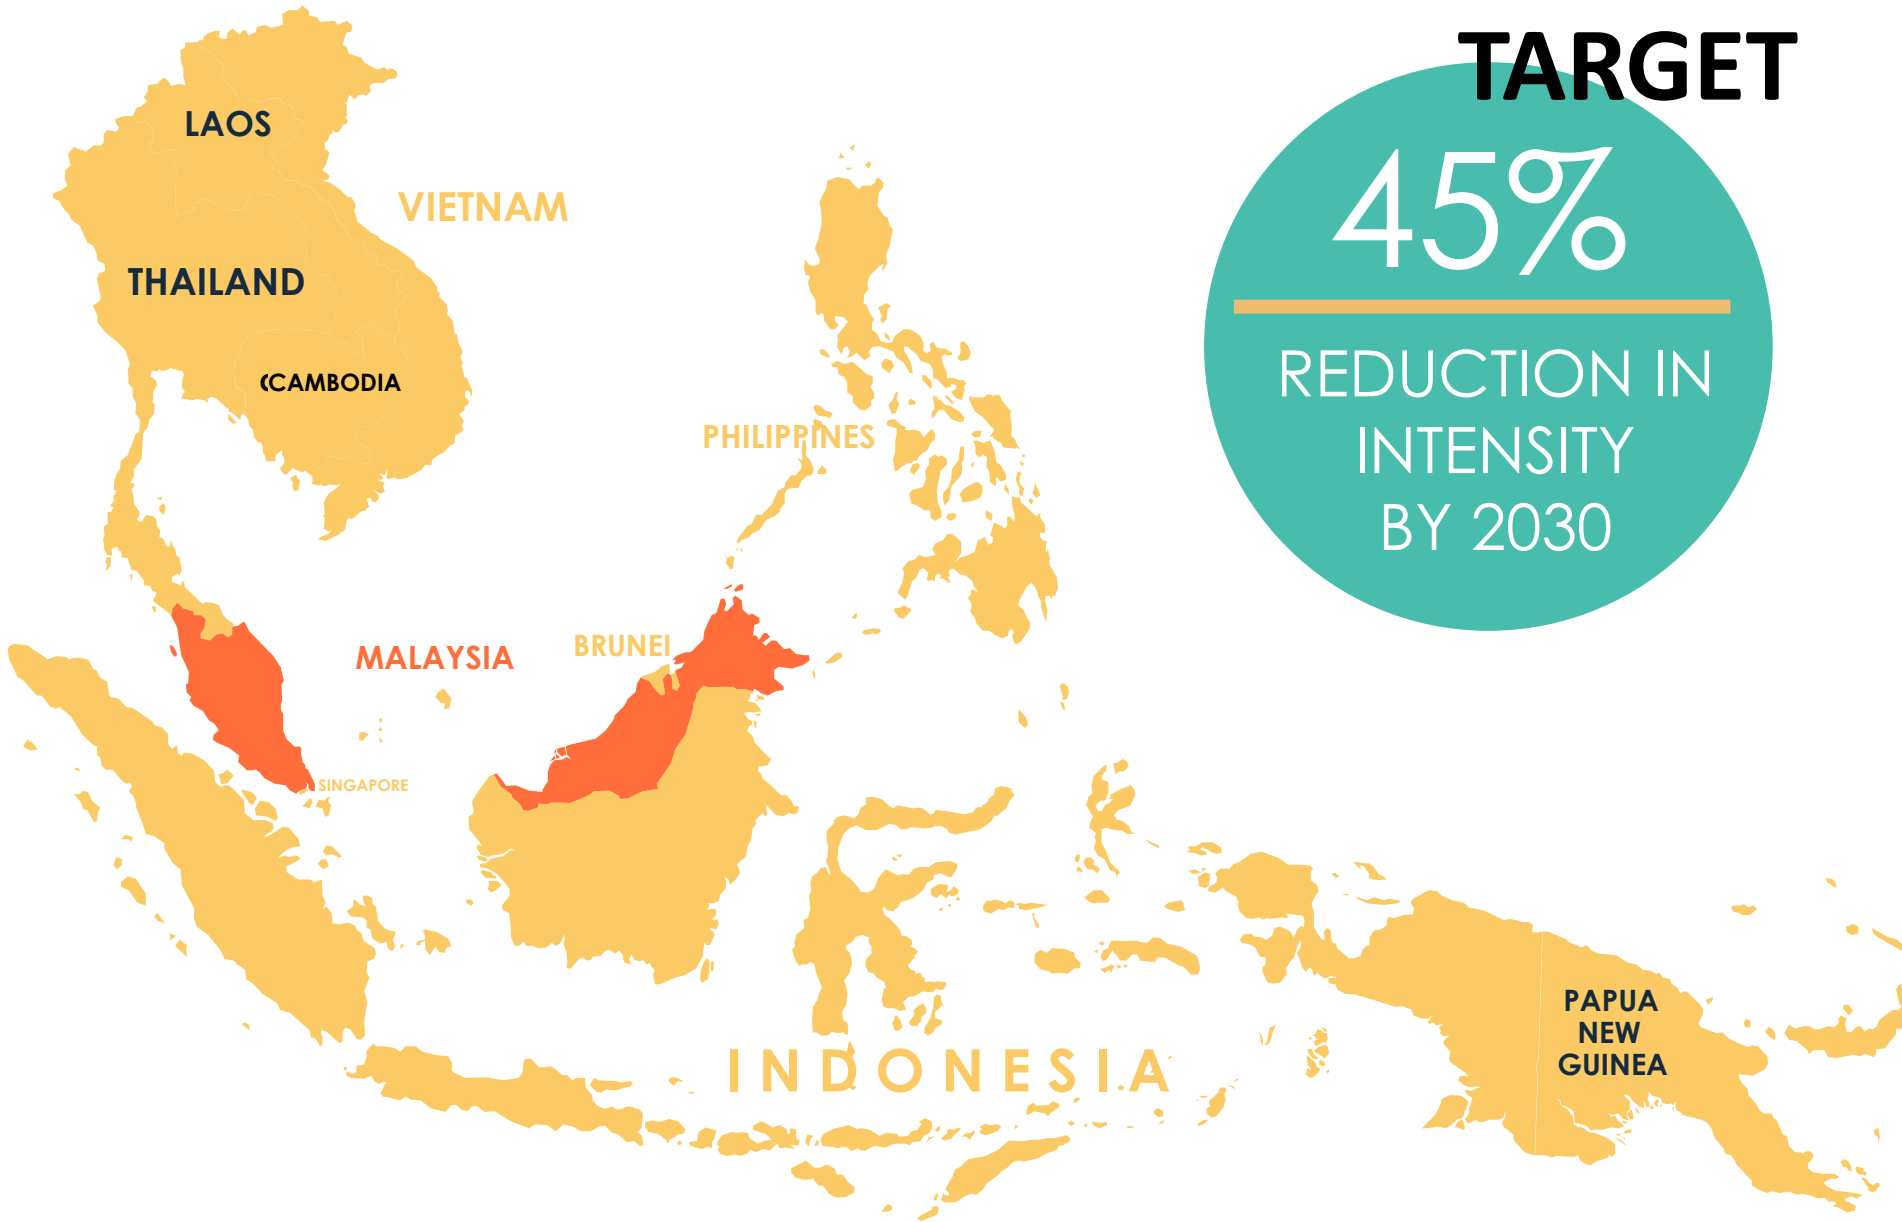 TARGET
45%
REDUCTION IN
INTENSITY
BY 2030
LAOS
VIETNAM
THAILAND
(CAMBODIA
PHILIPPINES
MALAYSIA
BRUNEI
SINGAPORE
INDONESIA
PAPUA
NEW
GUINEA